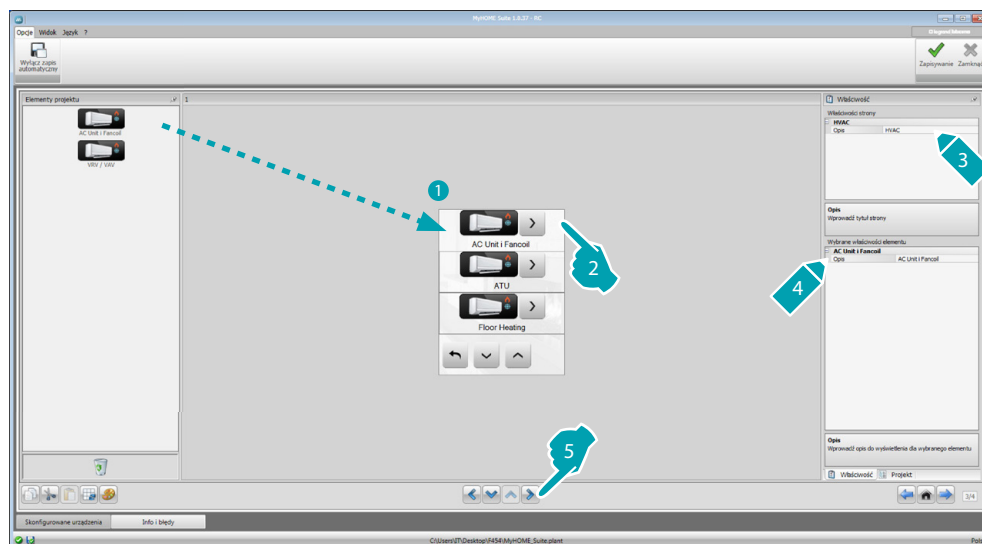 MyHOME Suite 1.0.37 - RC
Opcje Widok Język ?
Wyłącz zapis
automatyczny
Zapisywanie Zamknąć
Elementy projektu
1
Właściwość
AC Unit i Fancoil
VRV / VAV
Właściwości strony
HVAC
Opis HVAC
3
Opis
Wprowadź tytuł strony
1
AC Unit i Fancoil
2
ATU
Floor Heating
Wybrane właściwości elementu
AC Unit i Fancoil
Opis AC Unit i Fancoil
4
5
Opis
Wprowadź opis do wyświetlenia dla wybranego elementu
Właściwość Projekt
3/4
Skonfigurowane urządzenia Info i błędy
C:\Users\IT\Desktop\F454\MyHOME_Suite.plant